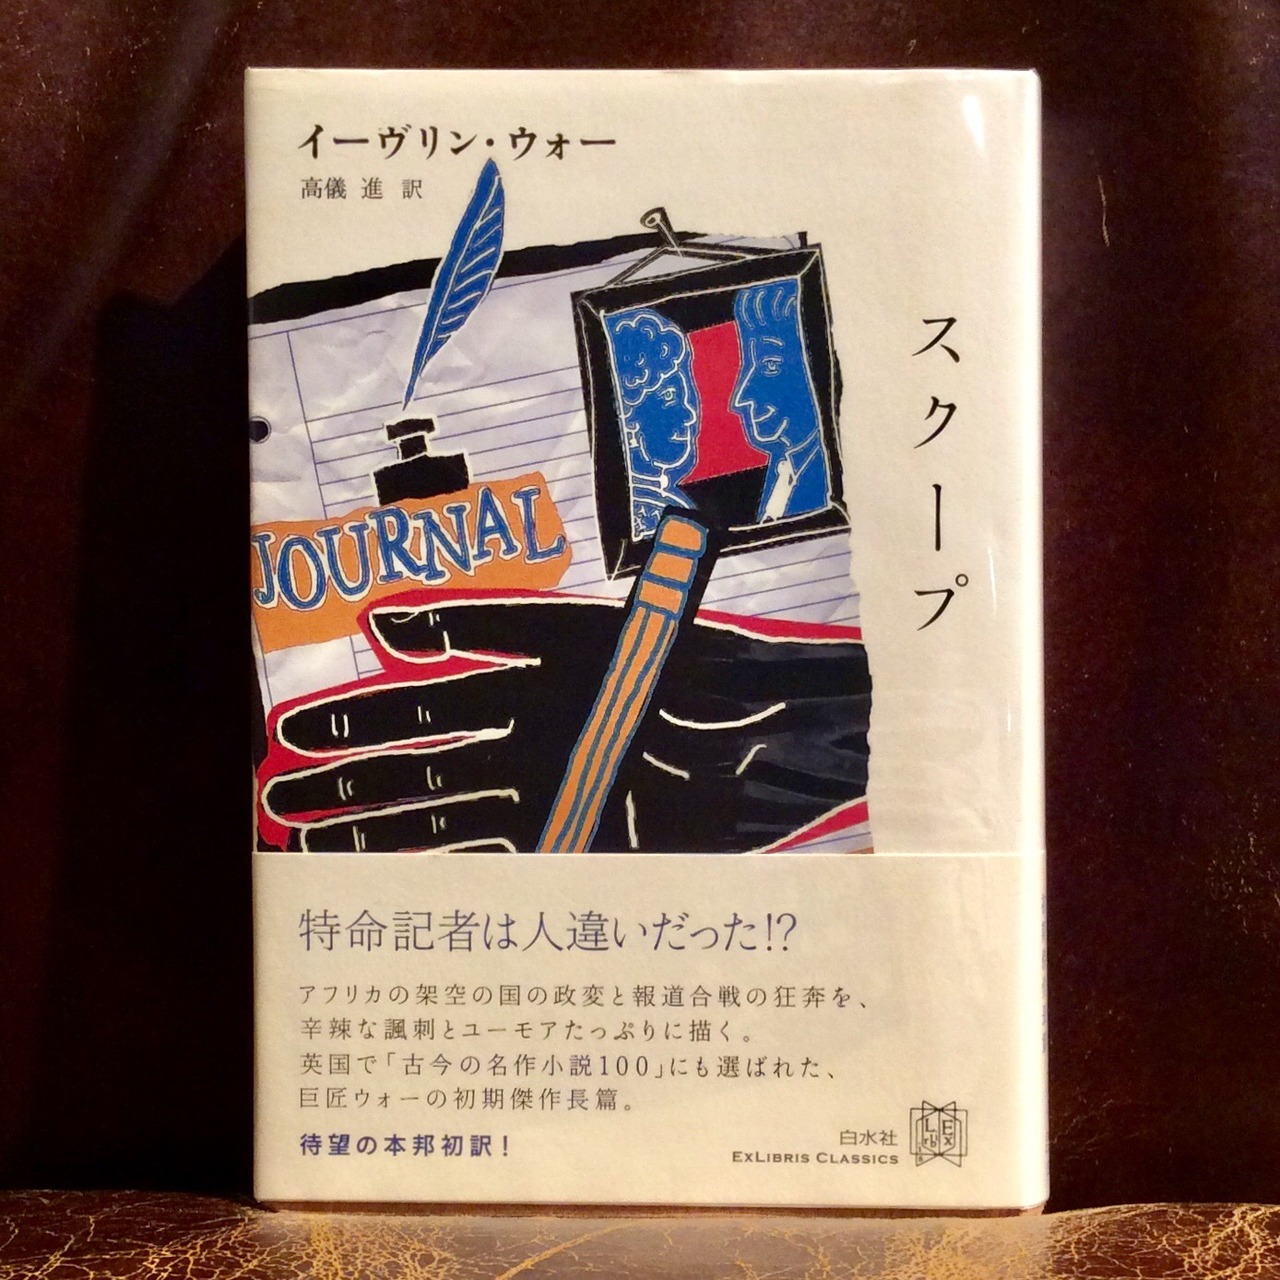 イーヴリン・ウォー
高儀 進 訳
スクープ
JOURNAL
特命記者は人違いだった!?
アフリカの架空の国の政変と報道合戦の狂奔を、
辛辣な諷刺とユーモアたっぷりに描く。
英国で「古今の名作小説100」にも選ばれた、
巨匠ウォーの初期傑作長篇。
待望の本邦初訳！
白水社
EXLIBRIS CLASSICS